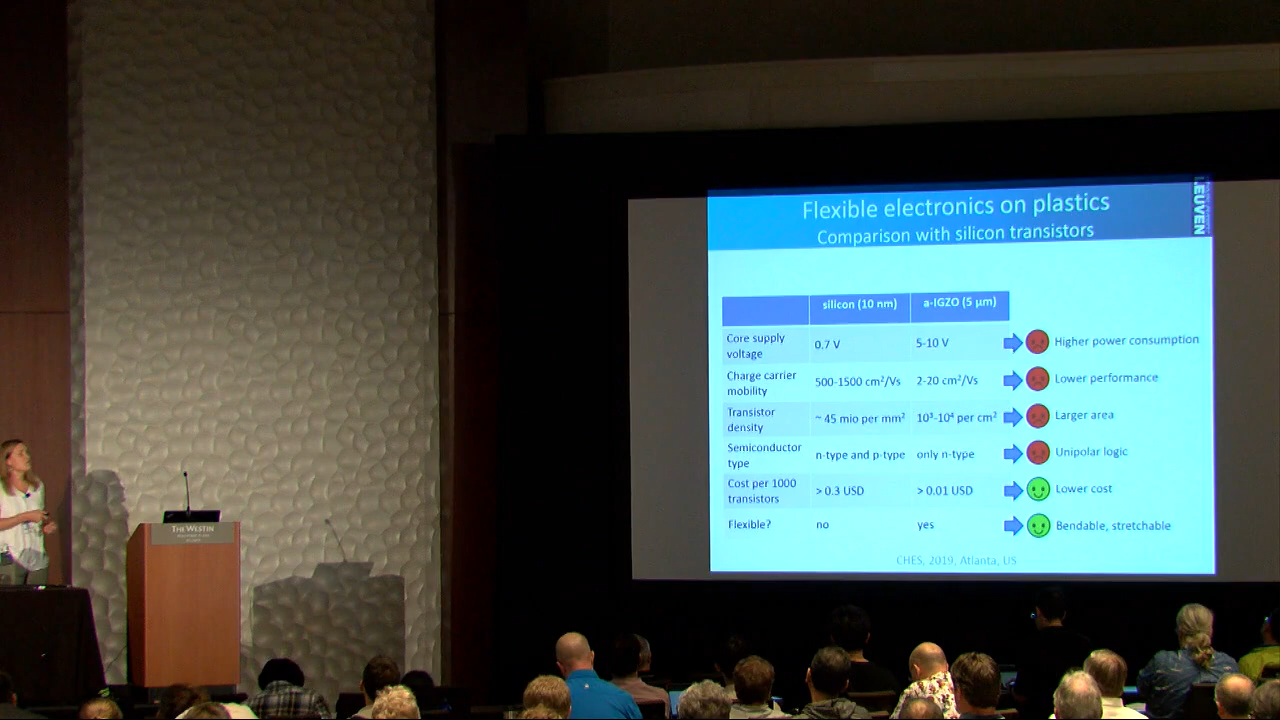 Flexible electronics on plastics
Comparison with silicon transistors
LEUVEN
silicon (10 nm) a-IGZO (5 µm)
Core supply voltage 0.7 V 5-10 V Higher power consumption
Charge carrier mobility 500-1500 cm²/Vs 2-20 cm²/Vs Lower performance
Transistor density ~ 45 mio per mm² 10³-10⁴ per cm² Larger area
Semiconductor type n-type and p-type only n-type Unipolar logic
Cost per 1000 transistors > 0.3 USD > 0.01 USD Lower cost
Flexible? no yes Bendable, stretchable
CHES, 2019, Atlanta, US
THE WESTIN